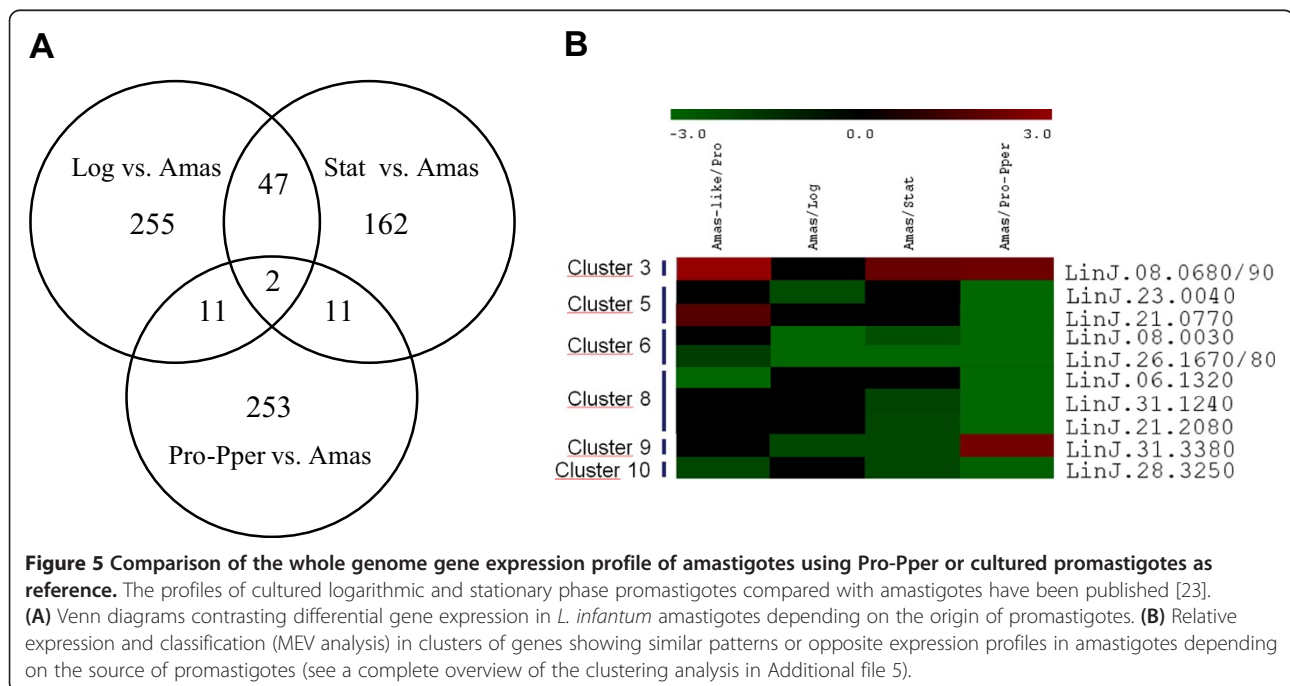 A
B
Log vs. Amas
255
47
Stat vs. Amas
162
2
11
11
253
Pro-Pper vs. Amas
-3.0
0.0
3.0
Amas-like/Pro
Amas/Log
Amas/Stat
Amas/Pro-Pper
Cluster 3
Cluster 5
Cluster 6
Cluster 8
Cluster 9
Cluster 10
LinJ.08.0680/90
LinJ.23.0040
LinJ.21.0770
LinJ.08.0030
LinJ.26.1670/80
LinJ.06.1320
LinJ.31.1240
LinJ.21.2080
LinJ.31.3380
LinJ.28.3250
Figure 5 Comparison of the whole genome gene expression profile of amastigotes using Pro-Pper or cultured promastigotes as
reference. The profiles of cultured logarithmic and stationary phase promastigotes compared with amastigotes have been published [23].
(A) Venn diagrams contrasting differential gene expression in L. infantum amastigotes depending on the origin of promastigotes. (B) Relative
expression and classification (MEV analysis) in clusters of genes showing similar patterns or opposite expression profiles in amastigotes depending
on the source of promastigotes (see a complete overview of the clustering analysis in Additional file 5).